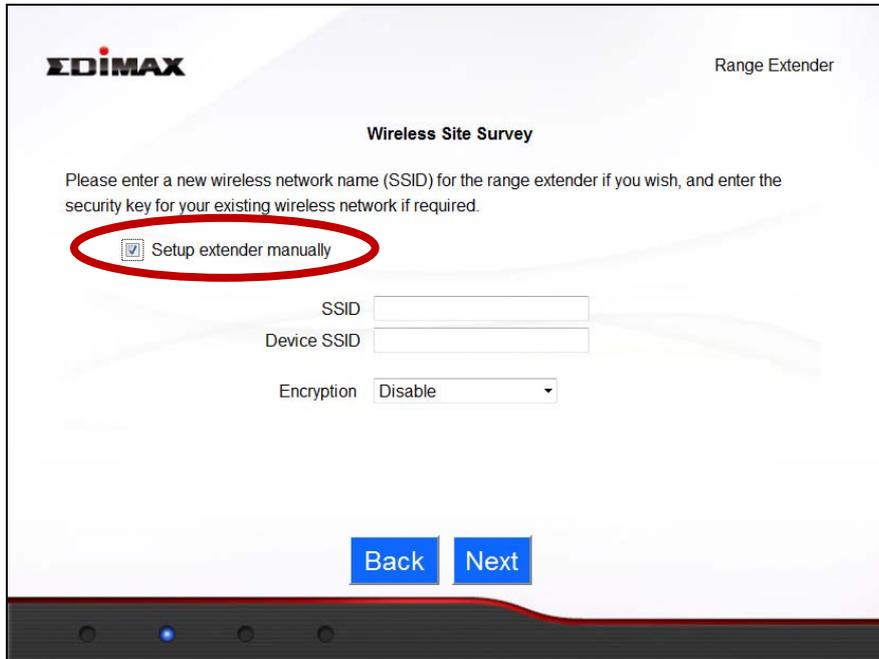 EDIMAX
Range Extender
Wireless Site Survey
Please enter a new wireless network name (SSID) for the range extender if you wish, and enter the
security key for your existing wireless network if required.
Setup extender manually
SSID
Device SSID
Encryption Disable
Back Next